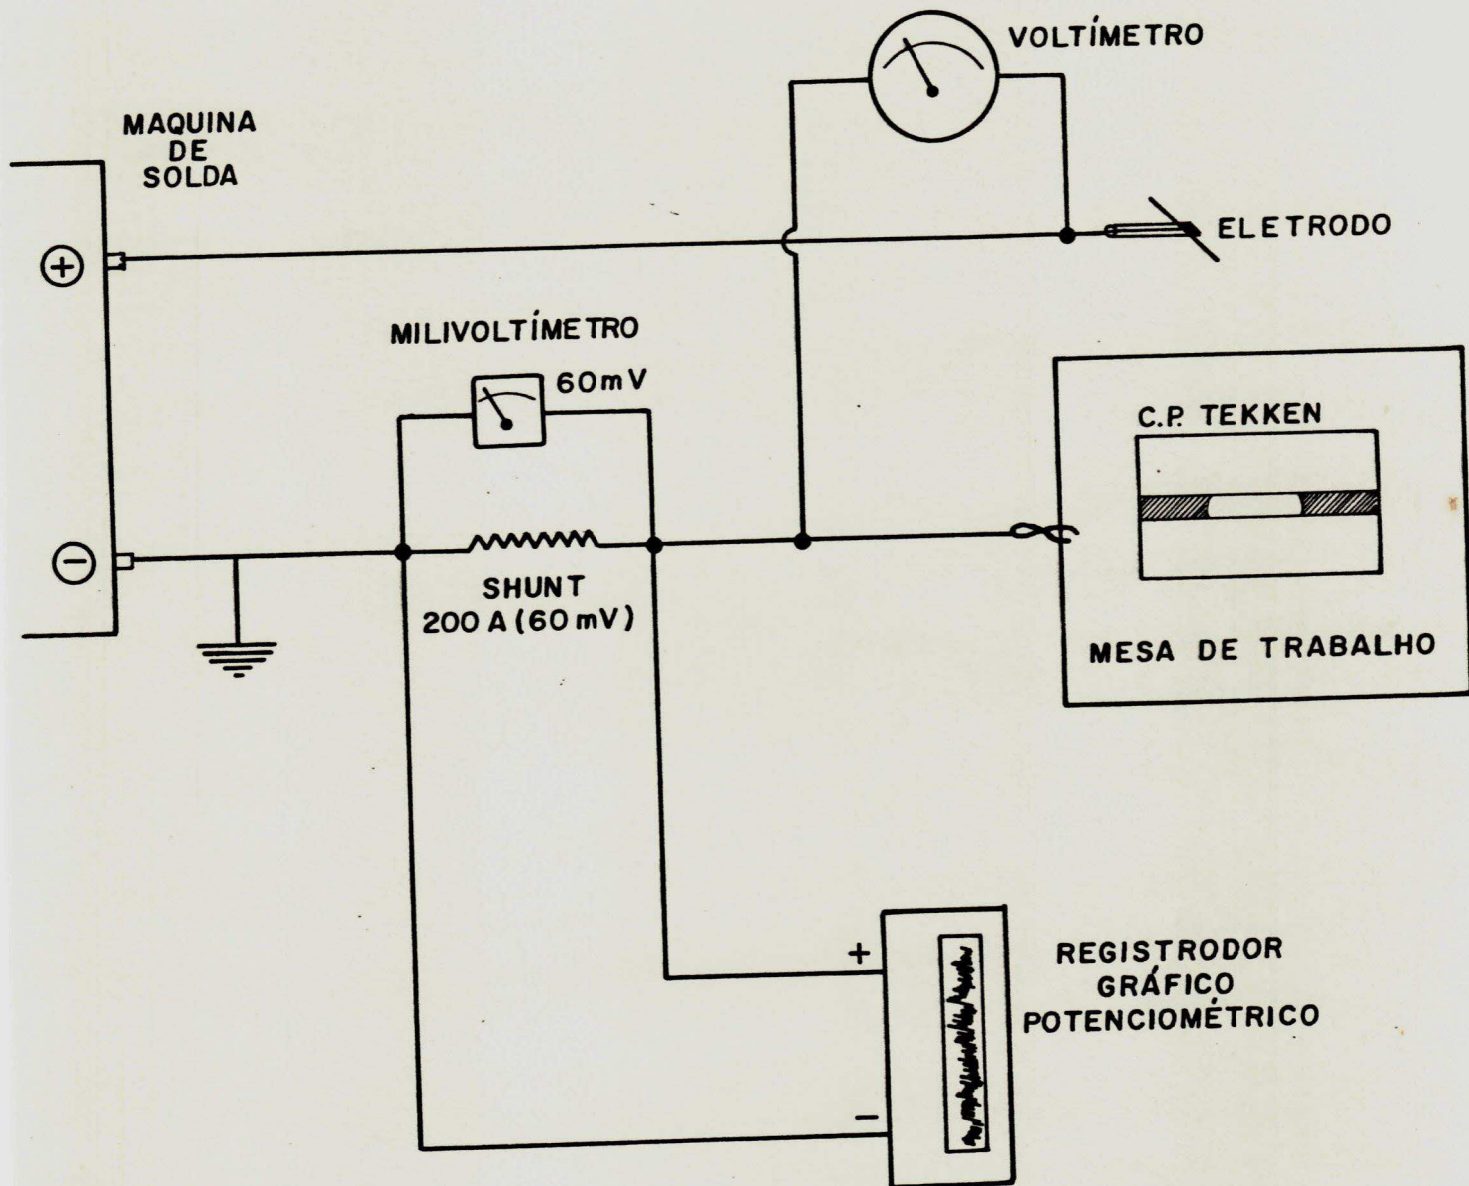 VOLTÍMETRO
MAQUINA
DE
SOLDA
+
ELETRODO
MILIVOLTÍMETRO
60mV
C.P. TEKKEN
−
SHUNT
200 A (60 mV)
MESA DE TRABALHO
+
REGISTRODOR
GRÁFICO
POTENCIOMÉTRICO
−